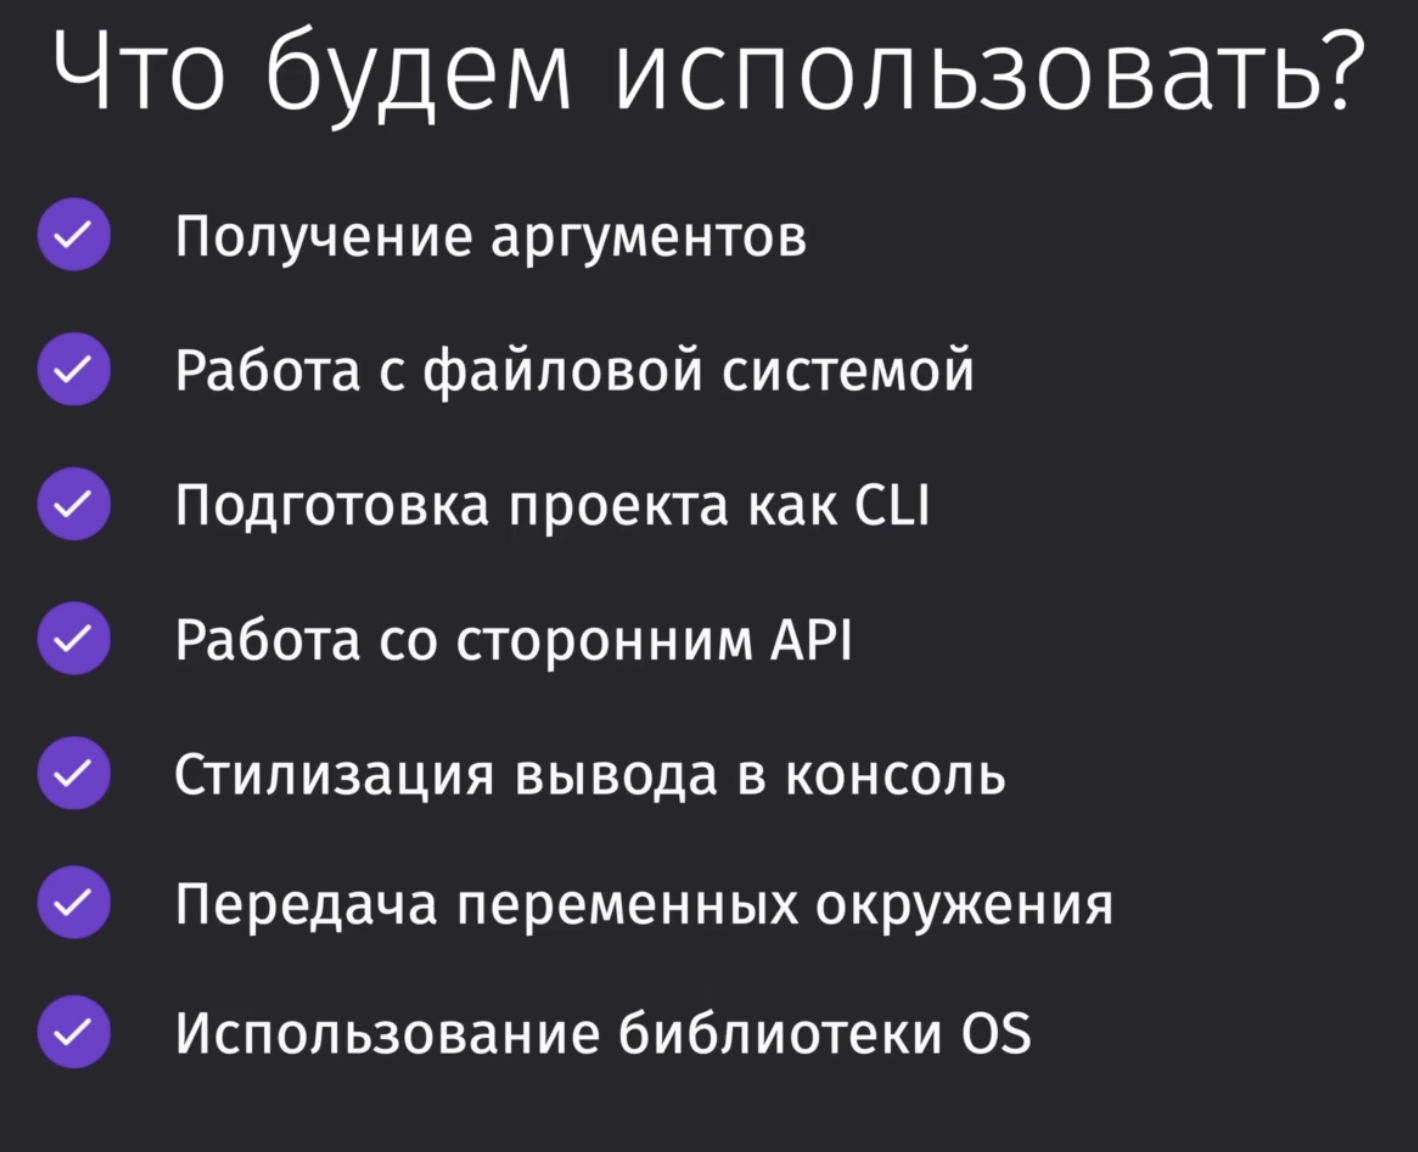 Что будем использовать?
Получение аргументов
Работа с файловой системой
Подготовка проекта как CLI
Работа со сторонним API
Стилизация вывода в консоль
Передача переменных окружения
Использование библиотеки OS